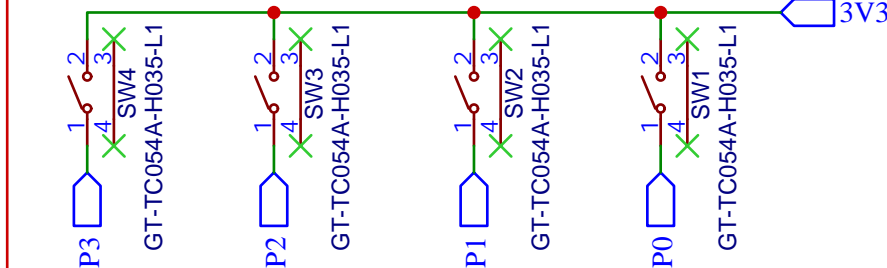 3V3
2
3
1
4
SW4
GT-TC054A-H035-L1
P3
2
3
1
4
SW3
GT-TC054A-H035-L1
P2
2
3
1
4
SW2
GT-TC054A-H035-L1
P1
2
3
1
4
SW1
GT-TC054A-H035-L1
P0